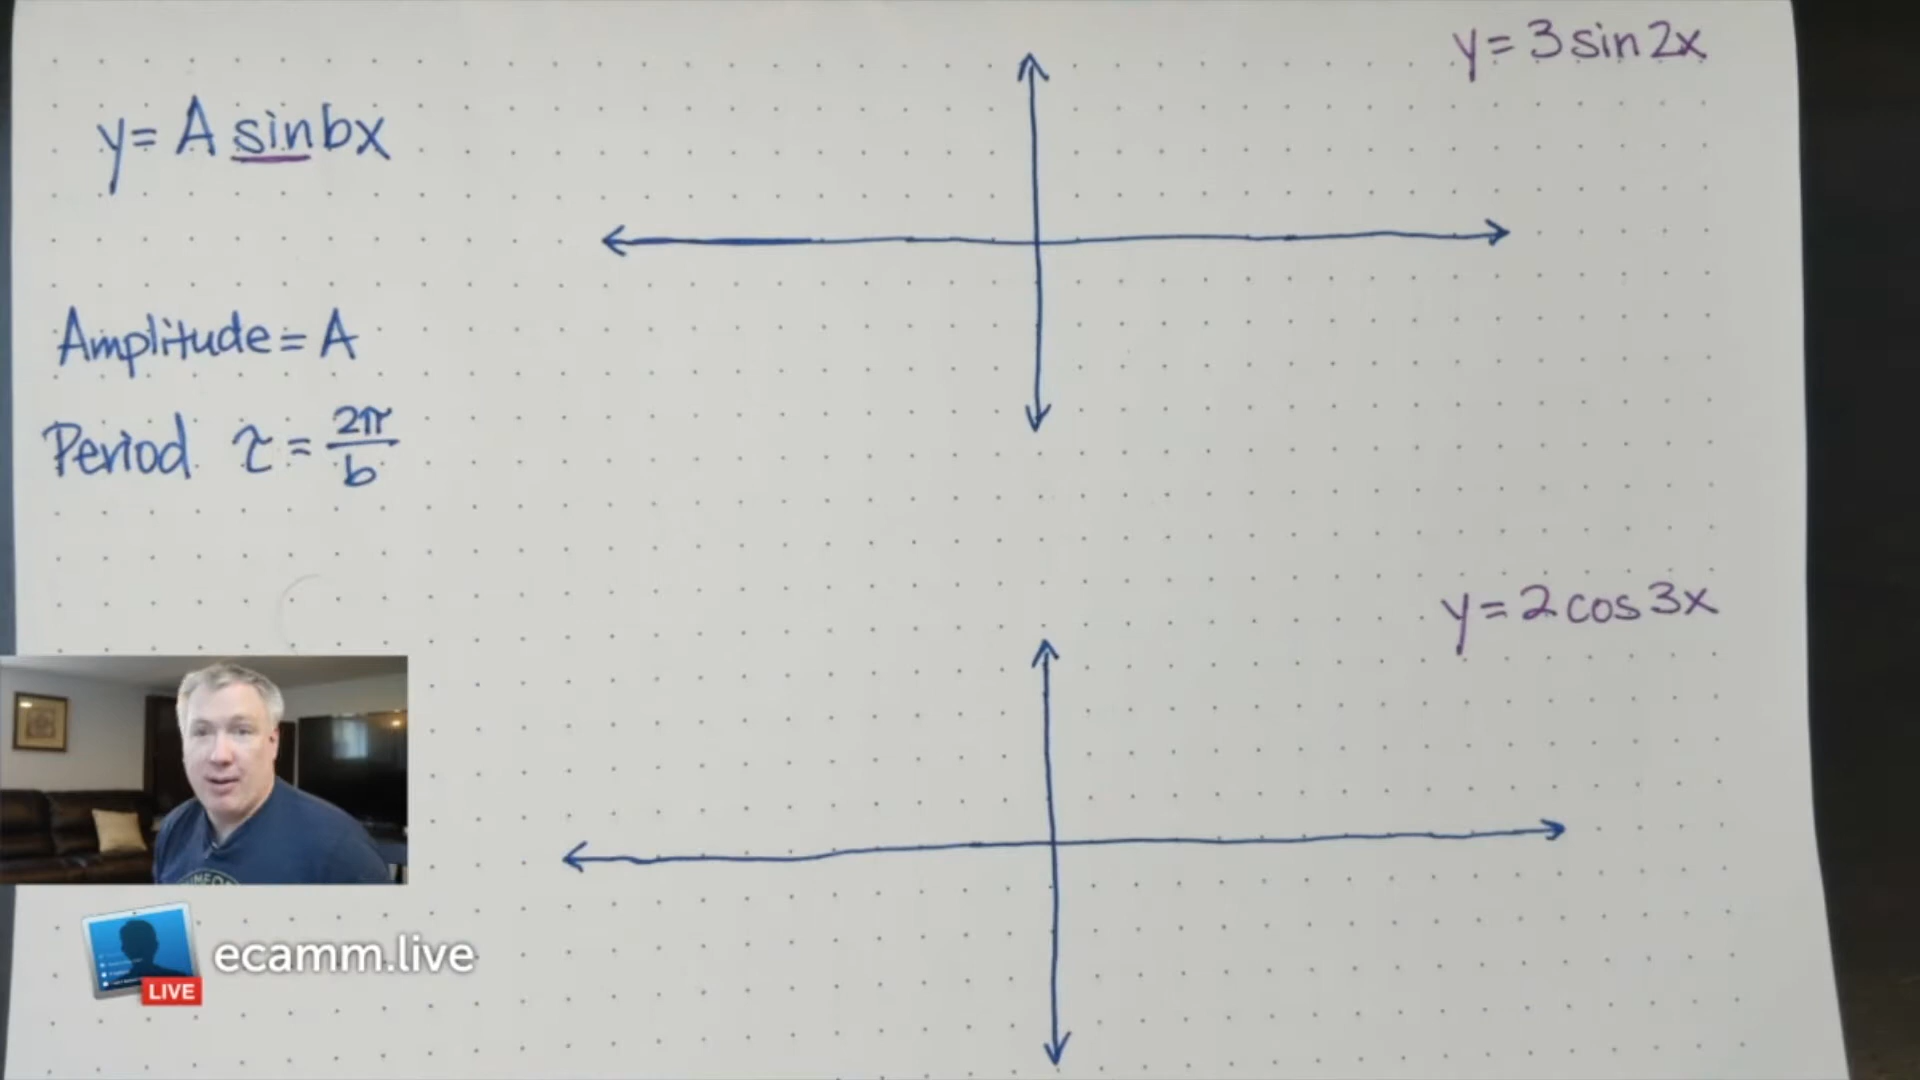 y = 3 sin 2x
y = A sin bx
Amplitude = A
Period τ = 2π/b
y = 2 cos 3x
ecamm.live
LIVE